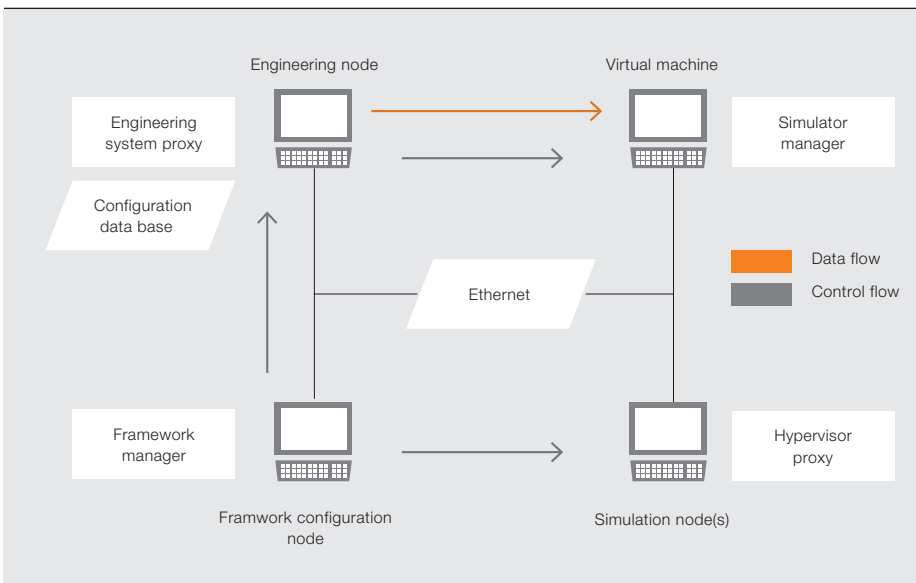 Engineering node
Virtual machine
Engineering
system proxy
Simulator
manager
Configuration
data base
Data flow
Ethernet
Control flow
Framework
manager
Hypervisor
proxy
Framwork configuration
node
Simulation node(s)